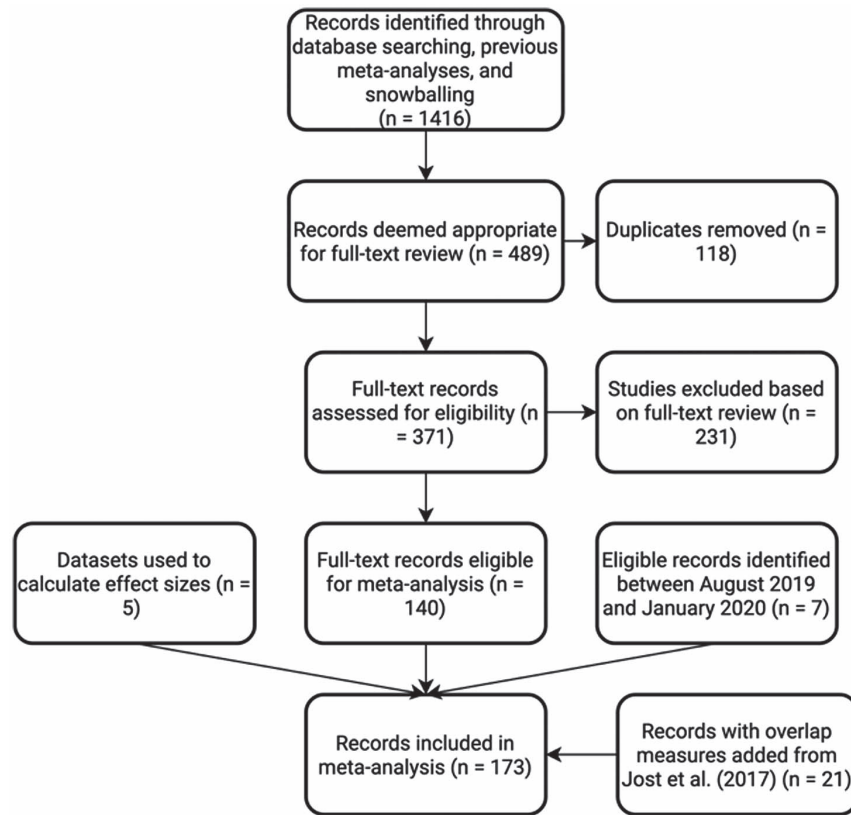 Records identified through
database searching, previous
meta-analyses, and
snowballing
(n = 1416)
Records deemed appropriate
for full-text review (n = 489)
Duplicates removed (n =
118)
Full-text records
assessed for eligibility (n
= 371)
Studies excluded based
on full-text review (n =
231)
Datasets used to
calculate effect sizes (n =
5)
Full-text records eligible
for meta-analysis (n =
140)
Eligible records identified
between August 2019
and January 2020 (n = 7)
Records included in
meta-analysis (n = 173)
Records with overlap
measures added from
Jost et al. (2017) (n = 21)